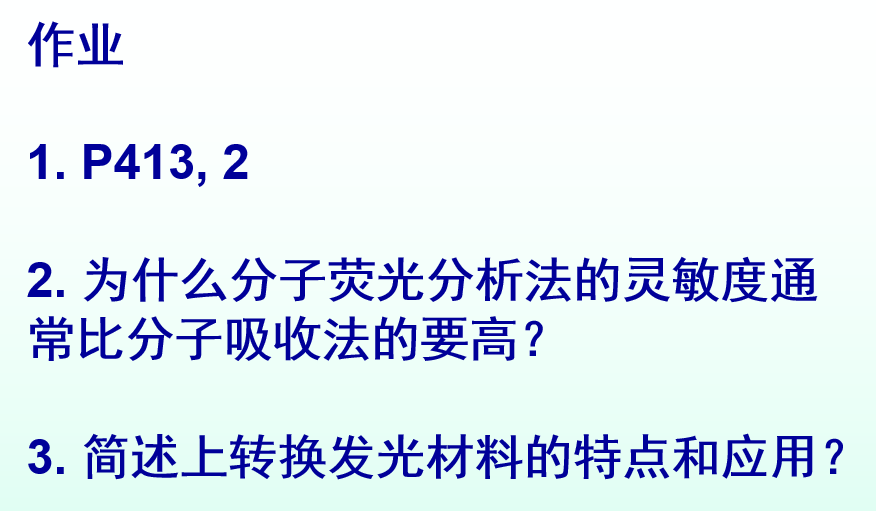 作业
1. P413, 2
2. 为什么分子荧光分析法的灵敏度通
常比分子吸收法的要高？
3. 简述上转换发光材料的特点和应用？